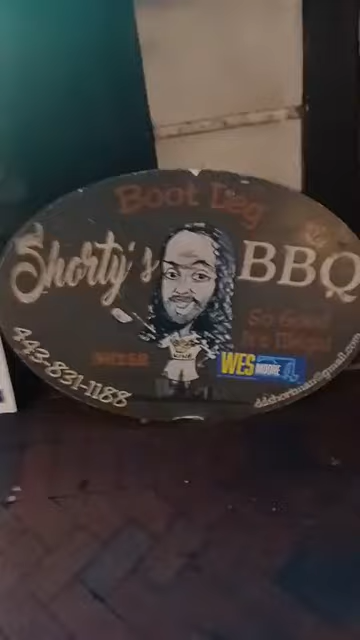 Boot Leg
Shorty's BBQ
So Good
It's Illegal
WES
MOORE
443-831-1188